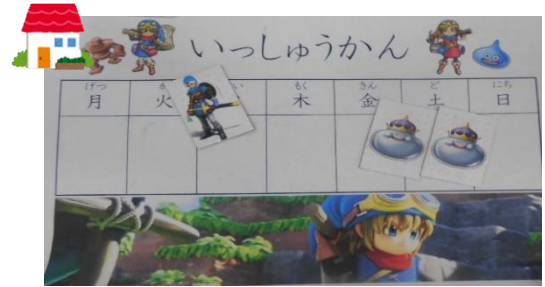 いっしゅうかん
げつ い もく きん ど にち
月 火 木 金 土 日